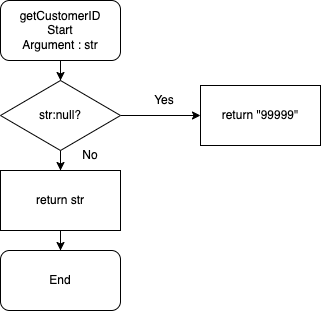 getCustomerID
Start
Argument : str
str:null?
Yes
return "99999"
No
return str
End